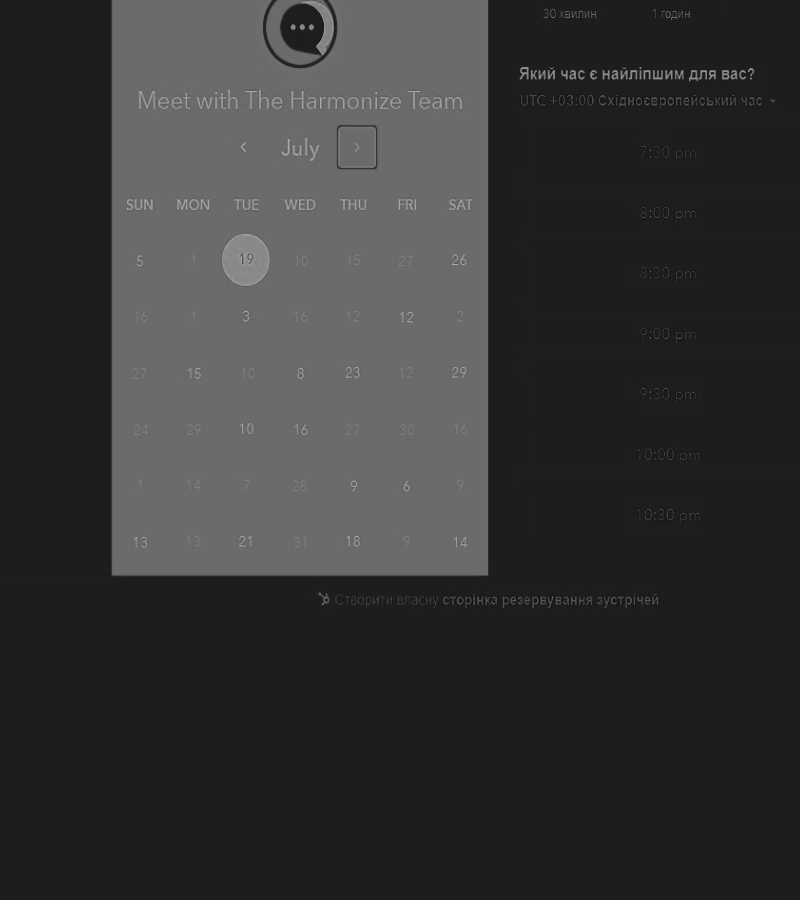 30 хвилин 1 годин
Meet with The Harmonize Team
July
SUN MON TUE WED THU FRI SAT
5 1 19 10 15 27 26
16 1 3 16 12 12 2
27 15 10 8 23 12 29
24 29 10 16 27 30 16
1 14 7 28 9 6 9
13 13 21 31 18 9 14
Який час є найліпшим для вас?
UTC +03:00 Східноєвропейський час
7:30 pm
8:00 pm
8:30 pm
9:00 pm
9:30 pm
10:00 pm
10:30 pm
Створити власну сторінка резервування зустрічей